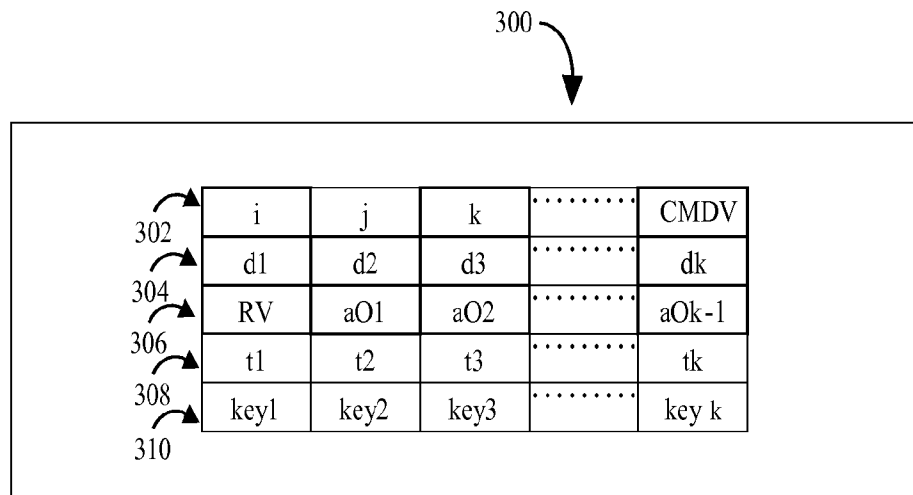 300
302 i j k ........ CMDV
304 d1 d2 d3 ........ dk
306 RV aO1 aO2 ........ aOk-1
308 t1 t2 t3 ........ tk
310 key1 key2 key3 ........ key k